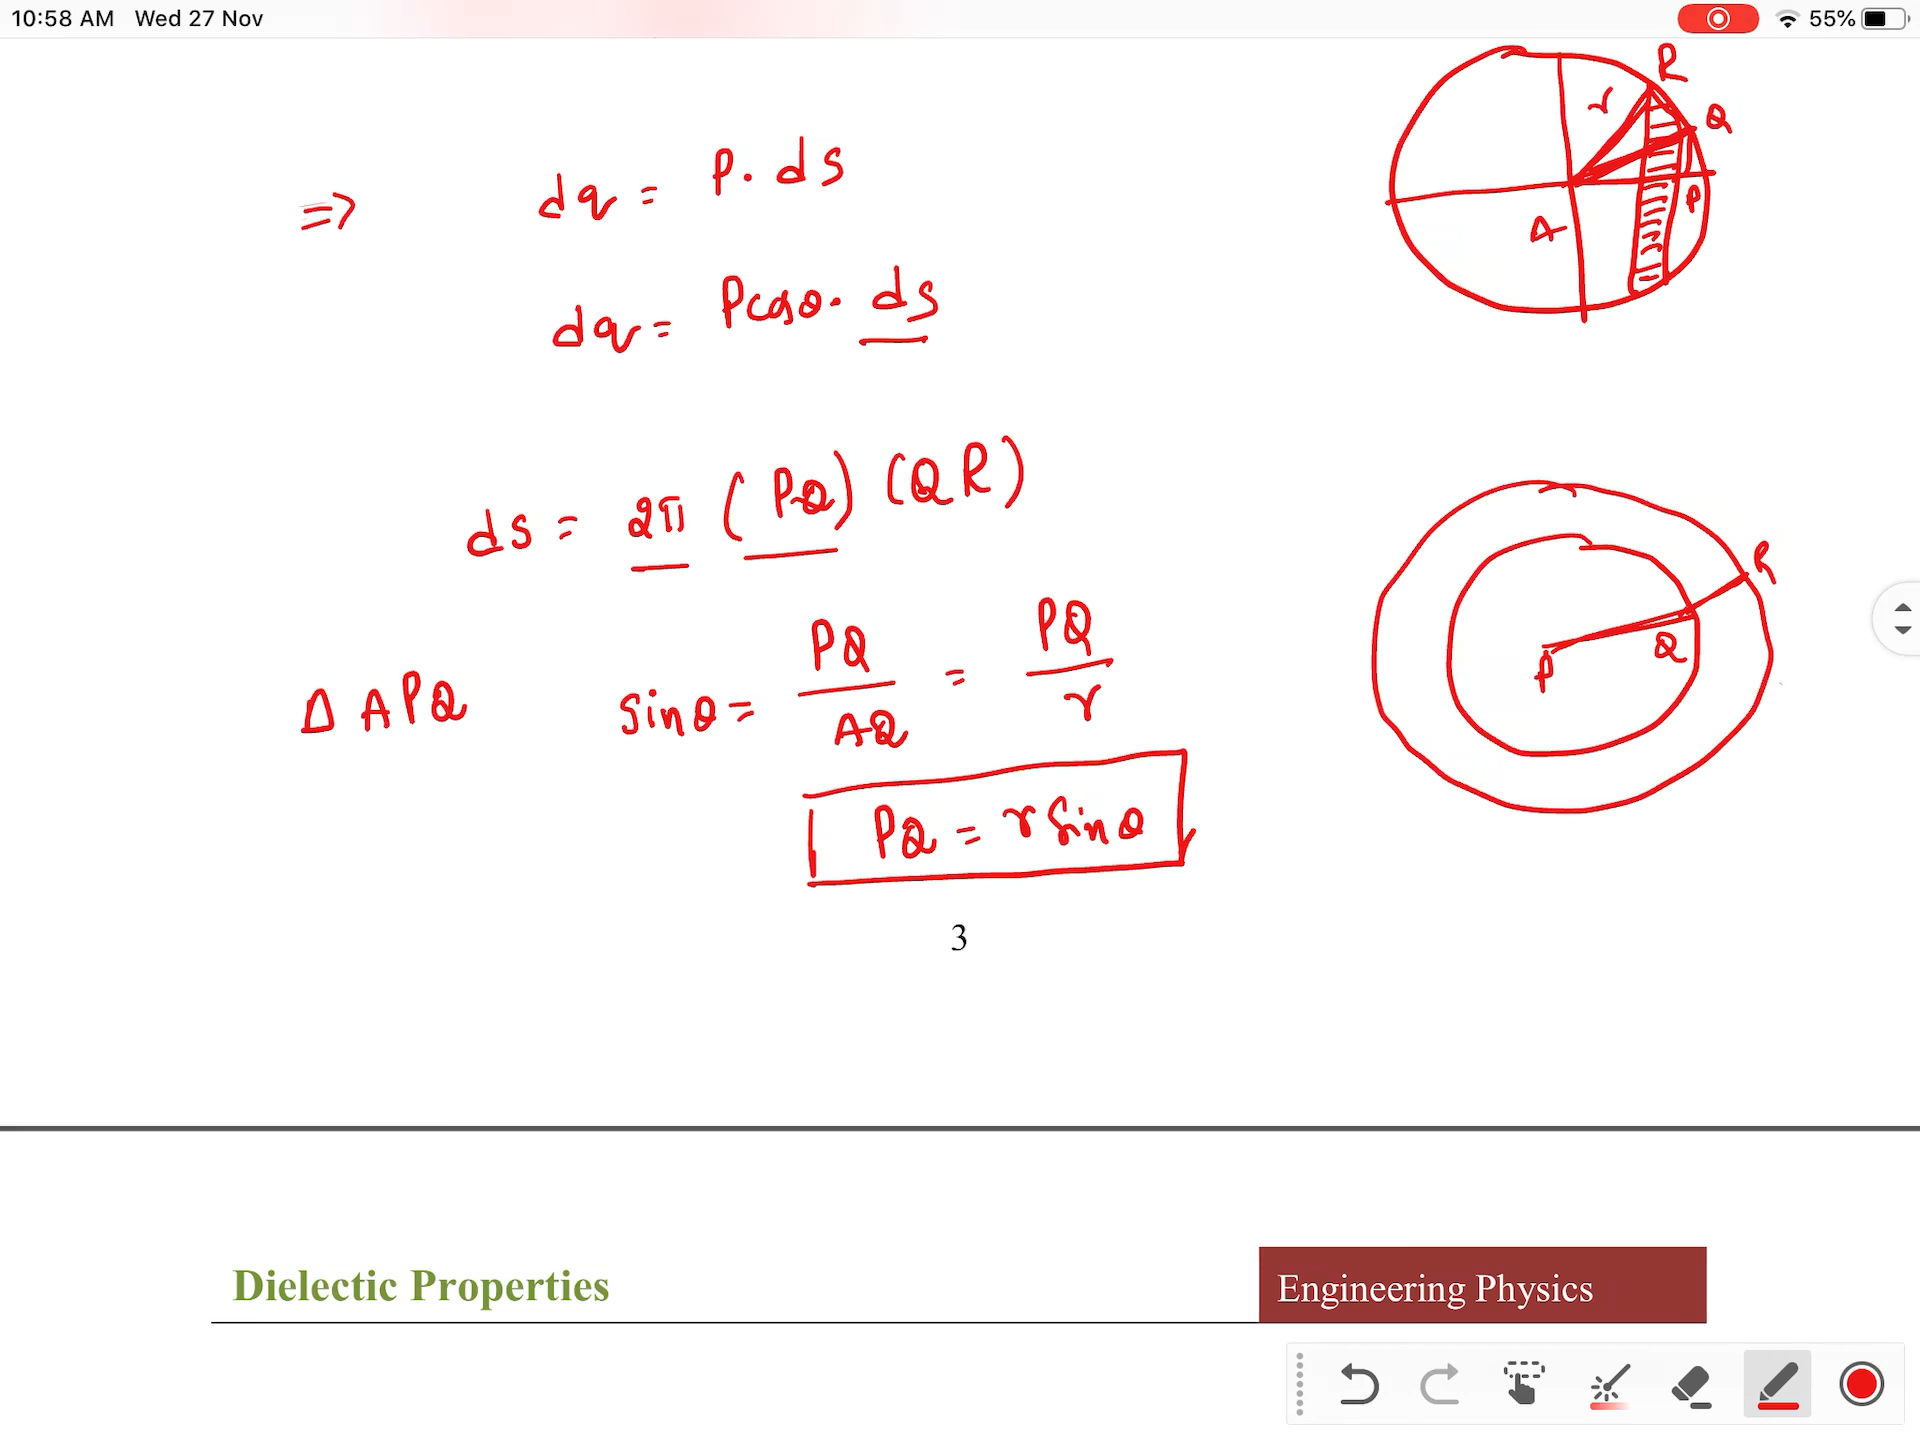 10:58 AM Wed 27 Nov 55%
⇒ dq = P. ds
dq = Pcosθ. ds
ds = 2π (PQ) (QR)
Δ APQ sinθ = PQ/AQ = PQ/r
PQ = r Sinθ
R
r
Q
A
P
R
Q
P
3
Dielectic Properties
Engineering Physics